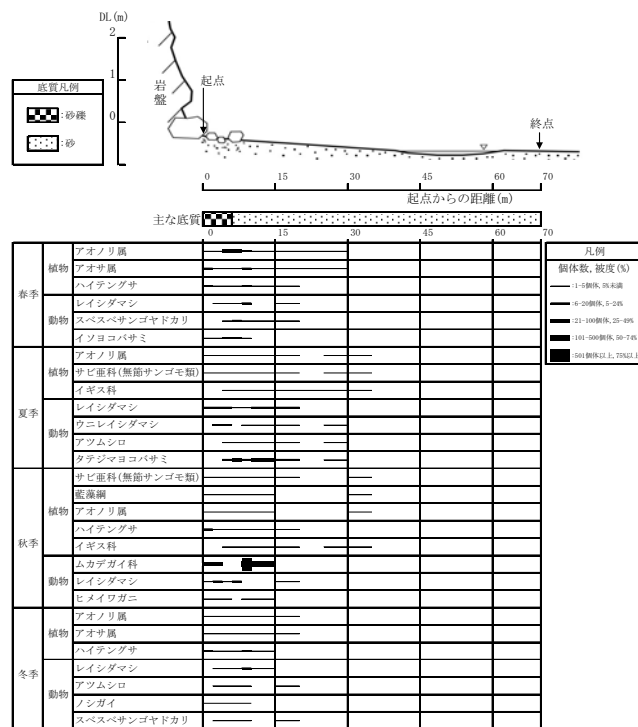 DL(m)
2
1
0
-1
底質凡例
:砂礫
:砂
岩盤
起点
終点
0 15 30 45 60 70
起点からの距離(m)
主な底質
0 15 30 45 60 70
春季
植物
アオノリ属
アオサ属
ハイテングサ
動物
レイシダマシ
スベスベサンゴヤドカリ
イソヨコバサミ
夏季
植物
アオノリ属
サビ亜科(無節サンゴモ類)
イギス科
動物
レイシダマシ
ウニレイシダマシ
アツムシロ
タテジマヨコバサミ
秋季
植物
サビ亜科(無節サンゴモ類)
藍藻綱
アオノリ属
ハイテングサ
イギス科
動物
ムカデガイ科
レイシダマシ
ヒメイワガニ
冬季
植物
アオノリ属
アオサ属
ハイテングサ
動物
レイシダマシ
アツムシロ
ノシガイ
スベスベサンゴヤドカリ
凡例
個体数,被度(%)
:1-5個体,5%未満
:6-20個体,5-24%
:21-100個体,25-49%
:101-500個体,50-74%
:501個体以上,75%以上